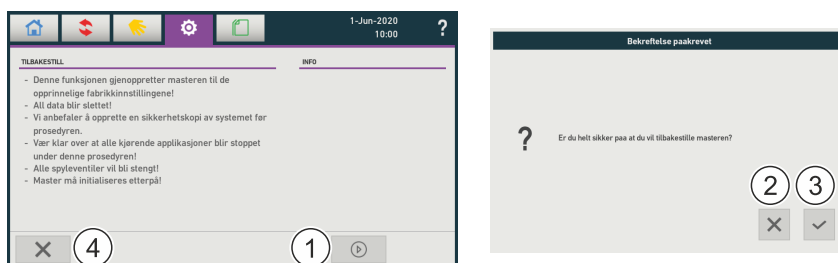 1-Jun-2020
10:00
?
TILBAKESTILL
- Denne funksjonen gjenoppretter masteren til de
opprinnelige fabrikkinnstillingene!
- All data blir slettet!
- Vi anbefaler å opprette en sikkerhetskopi av systemet før
prosedyren.
- Vær klar over at alle kjørende applikasjoner blir stoppet
under denne prosedyren!
- Alle spyleventiler vil bli stengt!
- Master må initialiseres etterpå!
INFO
4
1
Bekreftelse paakrevet
?
Er du helt sikker paa at du vil tilbakestille masteren?
2
3